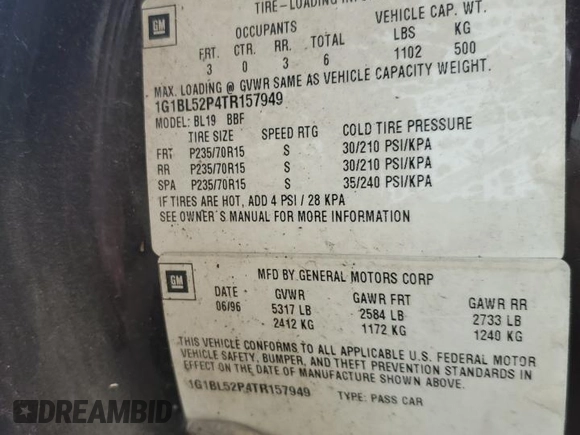 GM
TIRE-LOADING
OCCUPANTS VEHICLE CAP. WT.
FRT. CTR. RR. TOTAL LBS KG
3 0 3 6 1102 500
MAX. LOADING @ GVWR SAME AS VEHICLE CAPACITY WEIGHT.
1G1BL52P4TR157949
MODEL: BL19 BBF
TIRE SIZE SPEED RTG COLD TIRE PRESSURE
FRT P235/70R15 S 30/210 PSI/KPA
RR P235/70R15 S 30/210 PSI/KPA
SPA P235/70R15 S 35/240 PSI/KPA
IF TIRES ARE HOT, ADD 4 PSI / 28 KPA
SEE OWNER'S MANUAL FOR MORE INFORMATION
GM
MFD BY GENERAL MOTORS CORP
DATE GVWR GAWR FRT GAWR RR
06/96 5317 LB 2584 LB 2733 LB
2412 KG 1172 KG 1240 KG
THIS VEHICLE CONFORMS TO ALL APPLICABLE U.S. FEDERAL MOTOR
VEHICLE SAFETY, BUMPER, AND THEFT PREVENTION STANDARDS IN
EFFECT ON THE DATE OF MANUFACTURE SHOWN ABOVE.
1G1BL52P4TR157949 TYPE: PASS CAR
DREAMBID